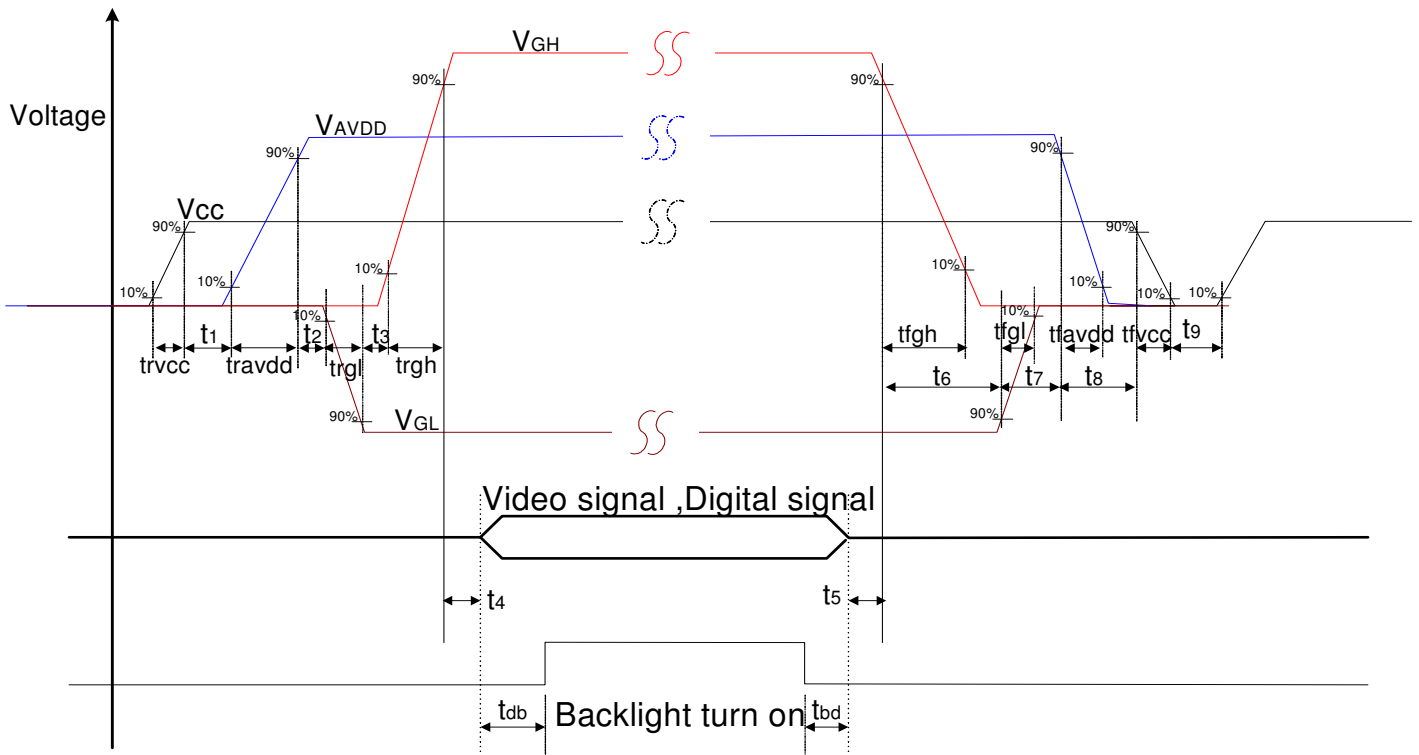 VGH
90%
90%
Voltage
VAVDD
90%
90%
VCC
90%
90%
10%
10%
10%
10%
10%
10%
10%
10%
10%
t1
t2
t3
trvcc
travdd
trgl
trgh
tfgh
tfgl
tfavdd
tfvcc
t9
t6
t7
t8
90%
VGL
90%
Video signal ,Digital signal
t4
t5
tdb
Backlight turn on
tbd